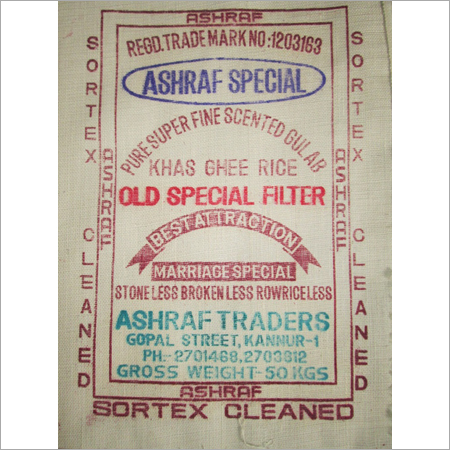 ASHRAF
REGD.TRADE MARK NO:1203163
ASHRAF SPECIAL
PURE SUPER FINE SCENTED GULAB
KHAS GHEE RICE
OLD SPECIAL FILTER
BEST ATTRACTION
MARRIAGE SPECIAL
STONE LESS BROKEN LESS ROWRICELESS
ASHRAF TRADERS
GOPAL STREET, KANNUR-1
PH:-2701468,2703812
GROSS WEIGHT-50 KGS
ASHRAF
SORTEX CLEANED
SORTEX CLEANED
ASHRAF
ASHRAF
SORTEX CLEANED